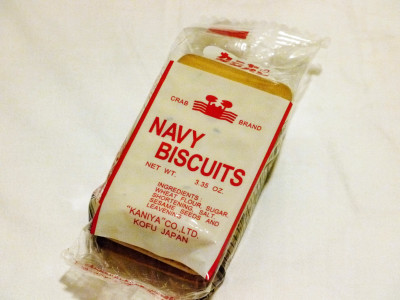 CRAB BRAND
NAVY
BISCUITS
NET WT. 3.35 OZ.
INGREDIENTS:
WHEAT FLOUR, SUGAR,
SHORTENING, SALT,
SESAME SEEDS AND
LEAVENING
"KANIYA" CO., LTD.
KOFU JAPAN